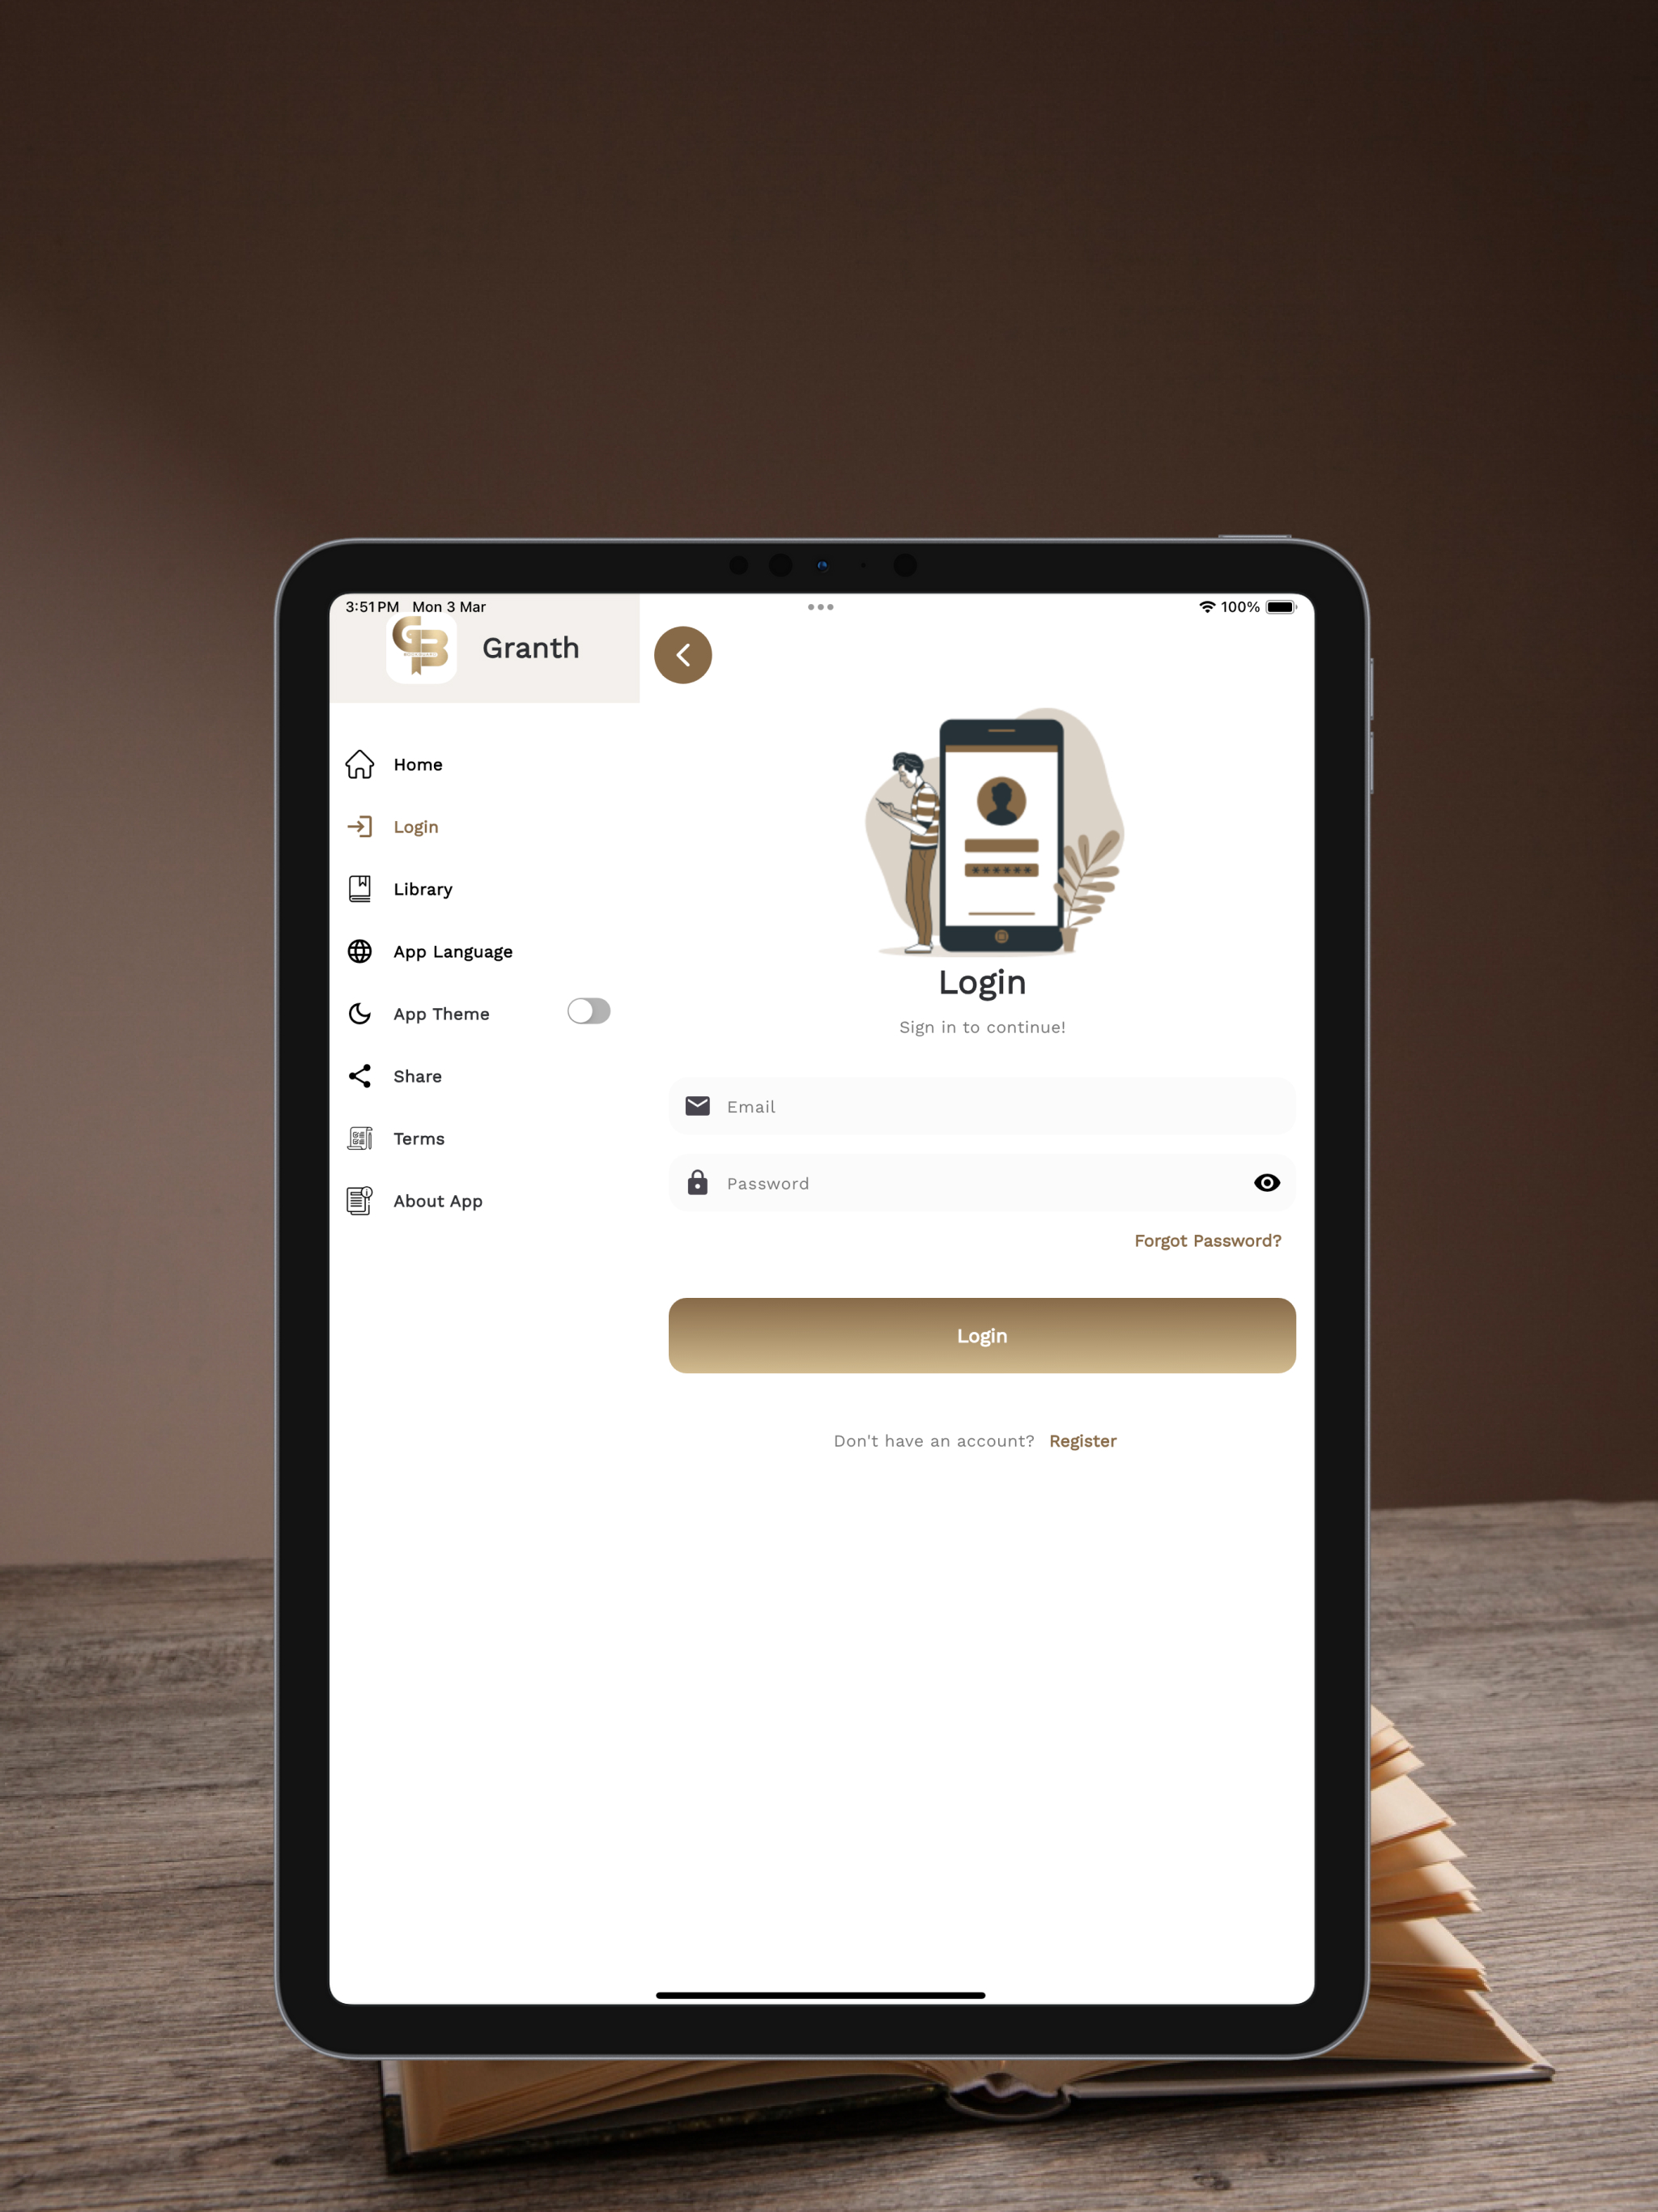 3:51 PM Mon 3 Mar
100%
Granth
Home
Login
Library
App Language
App Theme
Share
Terms
About App
Login
Sign in to continue!
Email
Password
Forgot Password?
Login
Don't have an account? Register